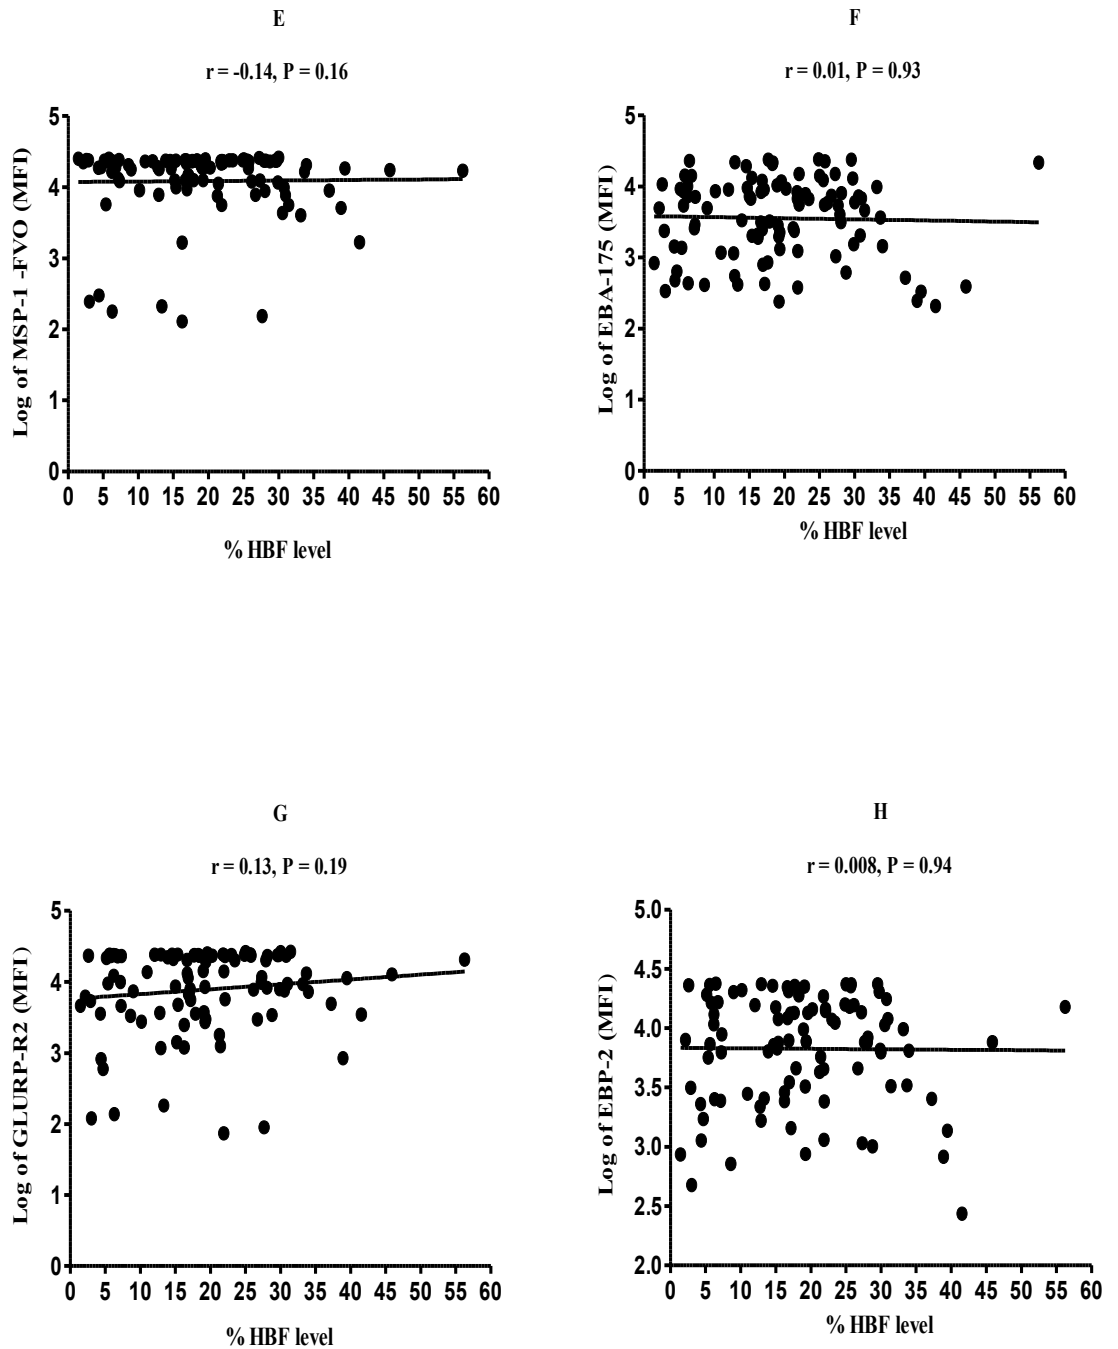 E
r = -0.14, P = 0.16
Log of MSP-1 -FVO (MFI)
5
4
3
2
1
0
0 5 10 15 20 25 30 35 40 45 50 55 60
% HBF level
F
r = 0.01, P = 0.93
Log of EBA-175 (MFI)
5
4
3
2
1
0
0 5 10 15 20 25 30 35 40 45 50 55 60
% HBF level
G
r = 0.13, P = 0.19
Log of GLURP-R2 (MFI)
5
4
3
2
1
0
0 5 10 15 20 25 30 35 40 45 50 55 60
% HBF level
H
r = 0.008, P = 0.94
Log of EBP-2 (MFI)
5.0
4.5
4.0
3.5
3.0
2.5
2.0
0 5 10 15 20 25 30 35 40 45 50 55 60
% HBF level